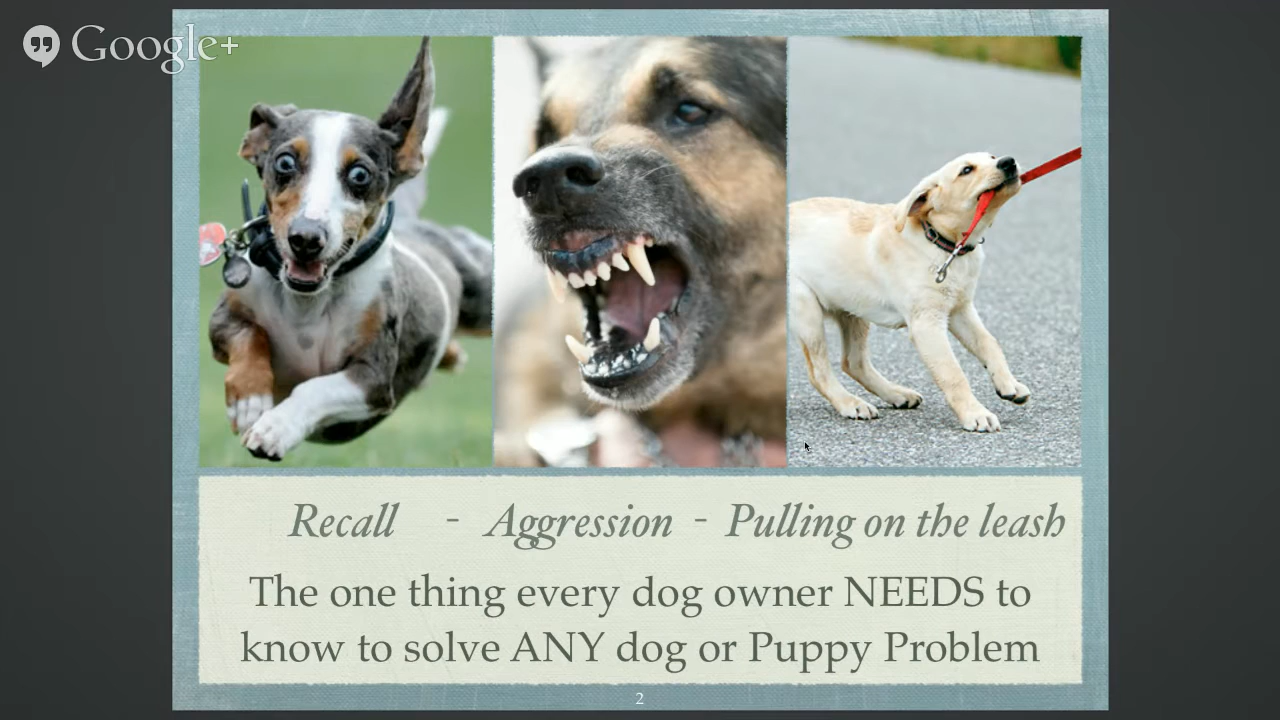 Google+
Recall - Aggression - Pulling on the leash
The one thing every dog owner NEEDS to
know to solve ANY dog or Puppy Problem
2